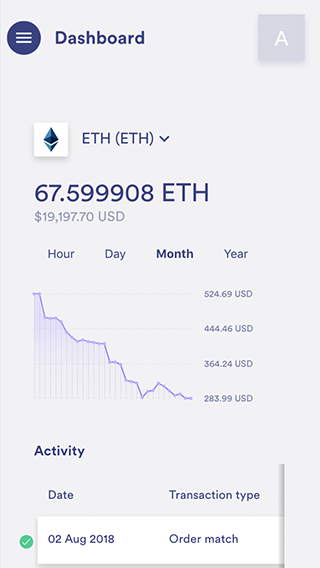 Dashboard
A
ETH (ETH)
67.599908 ETH
$19,197.70 USD
Hour Day Month Year
524.69 USD
444.46 USD
364.24 USD
283.99 USD
Activity
Date Transaction type
02 Aug 2018 Order match